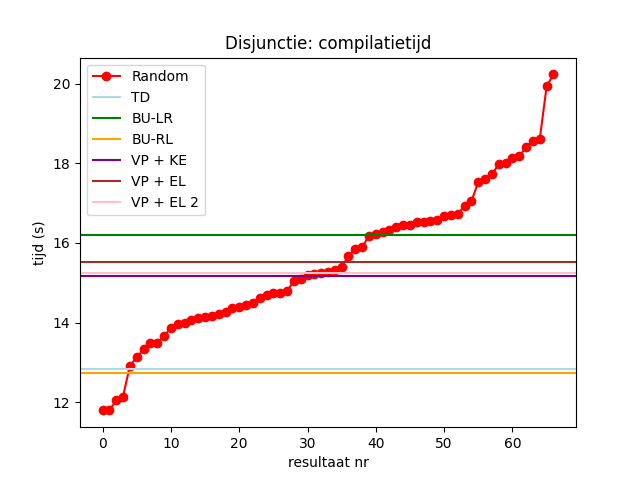 Disjunctie: compilatietijd
Random
TD
BU-LR
BU-RL
VP + KE
VP + EL
VP + EL 2
tijd (s)
20
18
16
14
12
0 10 20 30 40 50 60
resultaat nr